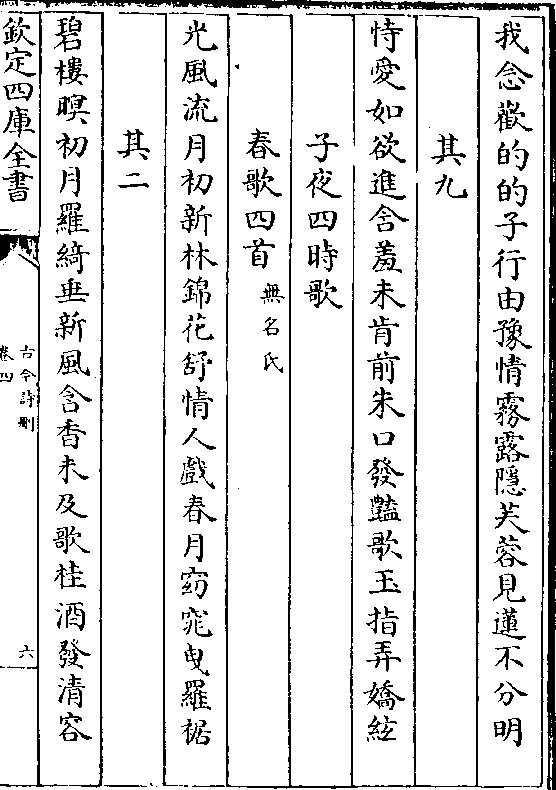 我念歡的的子行由豫情霧露隱芙蓉見蓮不分明
其九
恃愛如欲進含羞未肯前朱口發豔歌玉指弄嬌絃
子夜四時歌
春歌四首無名氏
光風流月初新林錦花舒情人戲春月窈窕曳羅裾
其二
碧樓暝初月羅綺垂新風含香未及歌桂酒發清容
欽定四庫全書
古今詩刪
卷四
六